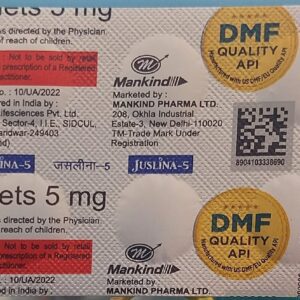 ets 5 mg
s directed by the Physician
of reach of children.
Not to be sold by retail
prescription of a Registered
ctitioner.
o. : 10/UA/2022
ed in India by :
ifesciences Pvt. Ltd.
Sector-4, I.I.E, SIDCUL,
aridwar-249403
Mankind
Marketed by :
MANKIND PHARMA LTD.
208, Okhla Industrial
Estate-3, New Delhi-110020
TM-Trade Mark Under
Registration
DMF
QUALITY
API
Manufactured with US DMF/EU Quality API
8904103338690
LINA-5
जसलीना-5
JUSLINA-5
ets 5 mg
s directed by the Physician
reach of children.
Not to be sold by retail
prescription of a Registered
.: 10/UA/2022
ed in India by :
Mankind
Marketed by :
DMF
QUALITY
API